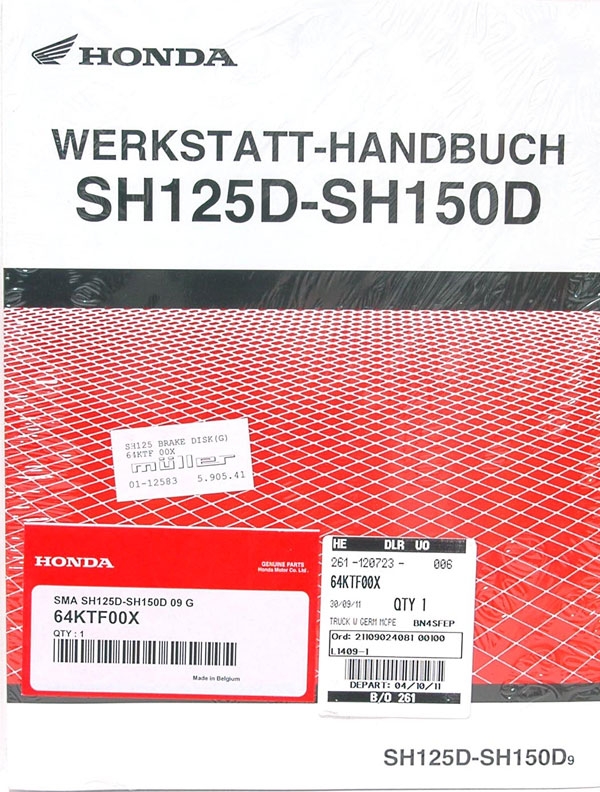 HONDA
WERKSTATT-HANDBUCH
SH125D-SH150D
SH125 BRAKE DISK(G)
64KTF 00X
müller
01-12583 5.905.41
HONDA
GENUINE PARTS
Honda Motor Co. Ltd.
SMA SH125D-SH150D 09 G
64KTF00X
QTY : 1
Made in Belgium
HE DLR UO
261-120723- 006
64KTF00X
30/09/11 QTY 1
TRUCK W GERM MCPE BN4SFEP
Ord: 21109024081 00100
L1409-1
DEPART: 04/10/11
B/O 261
SH125D-SH150D9